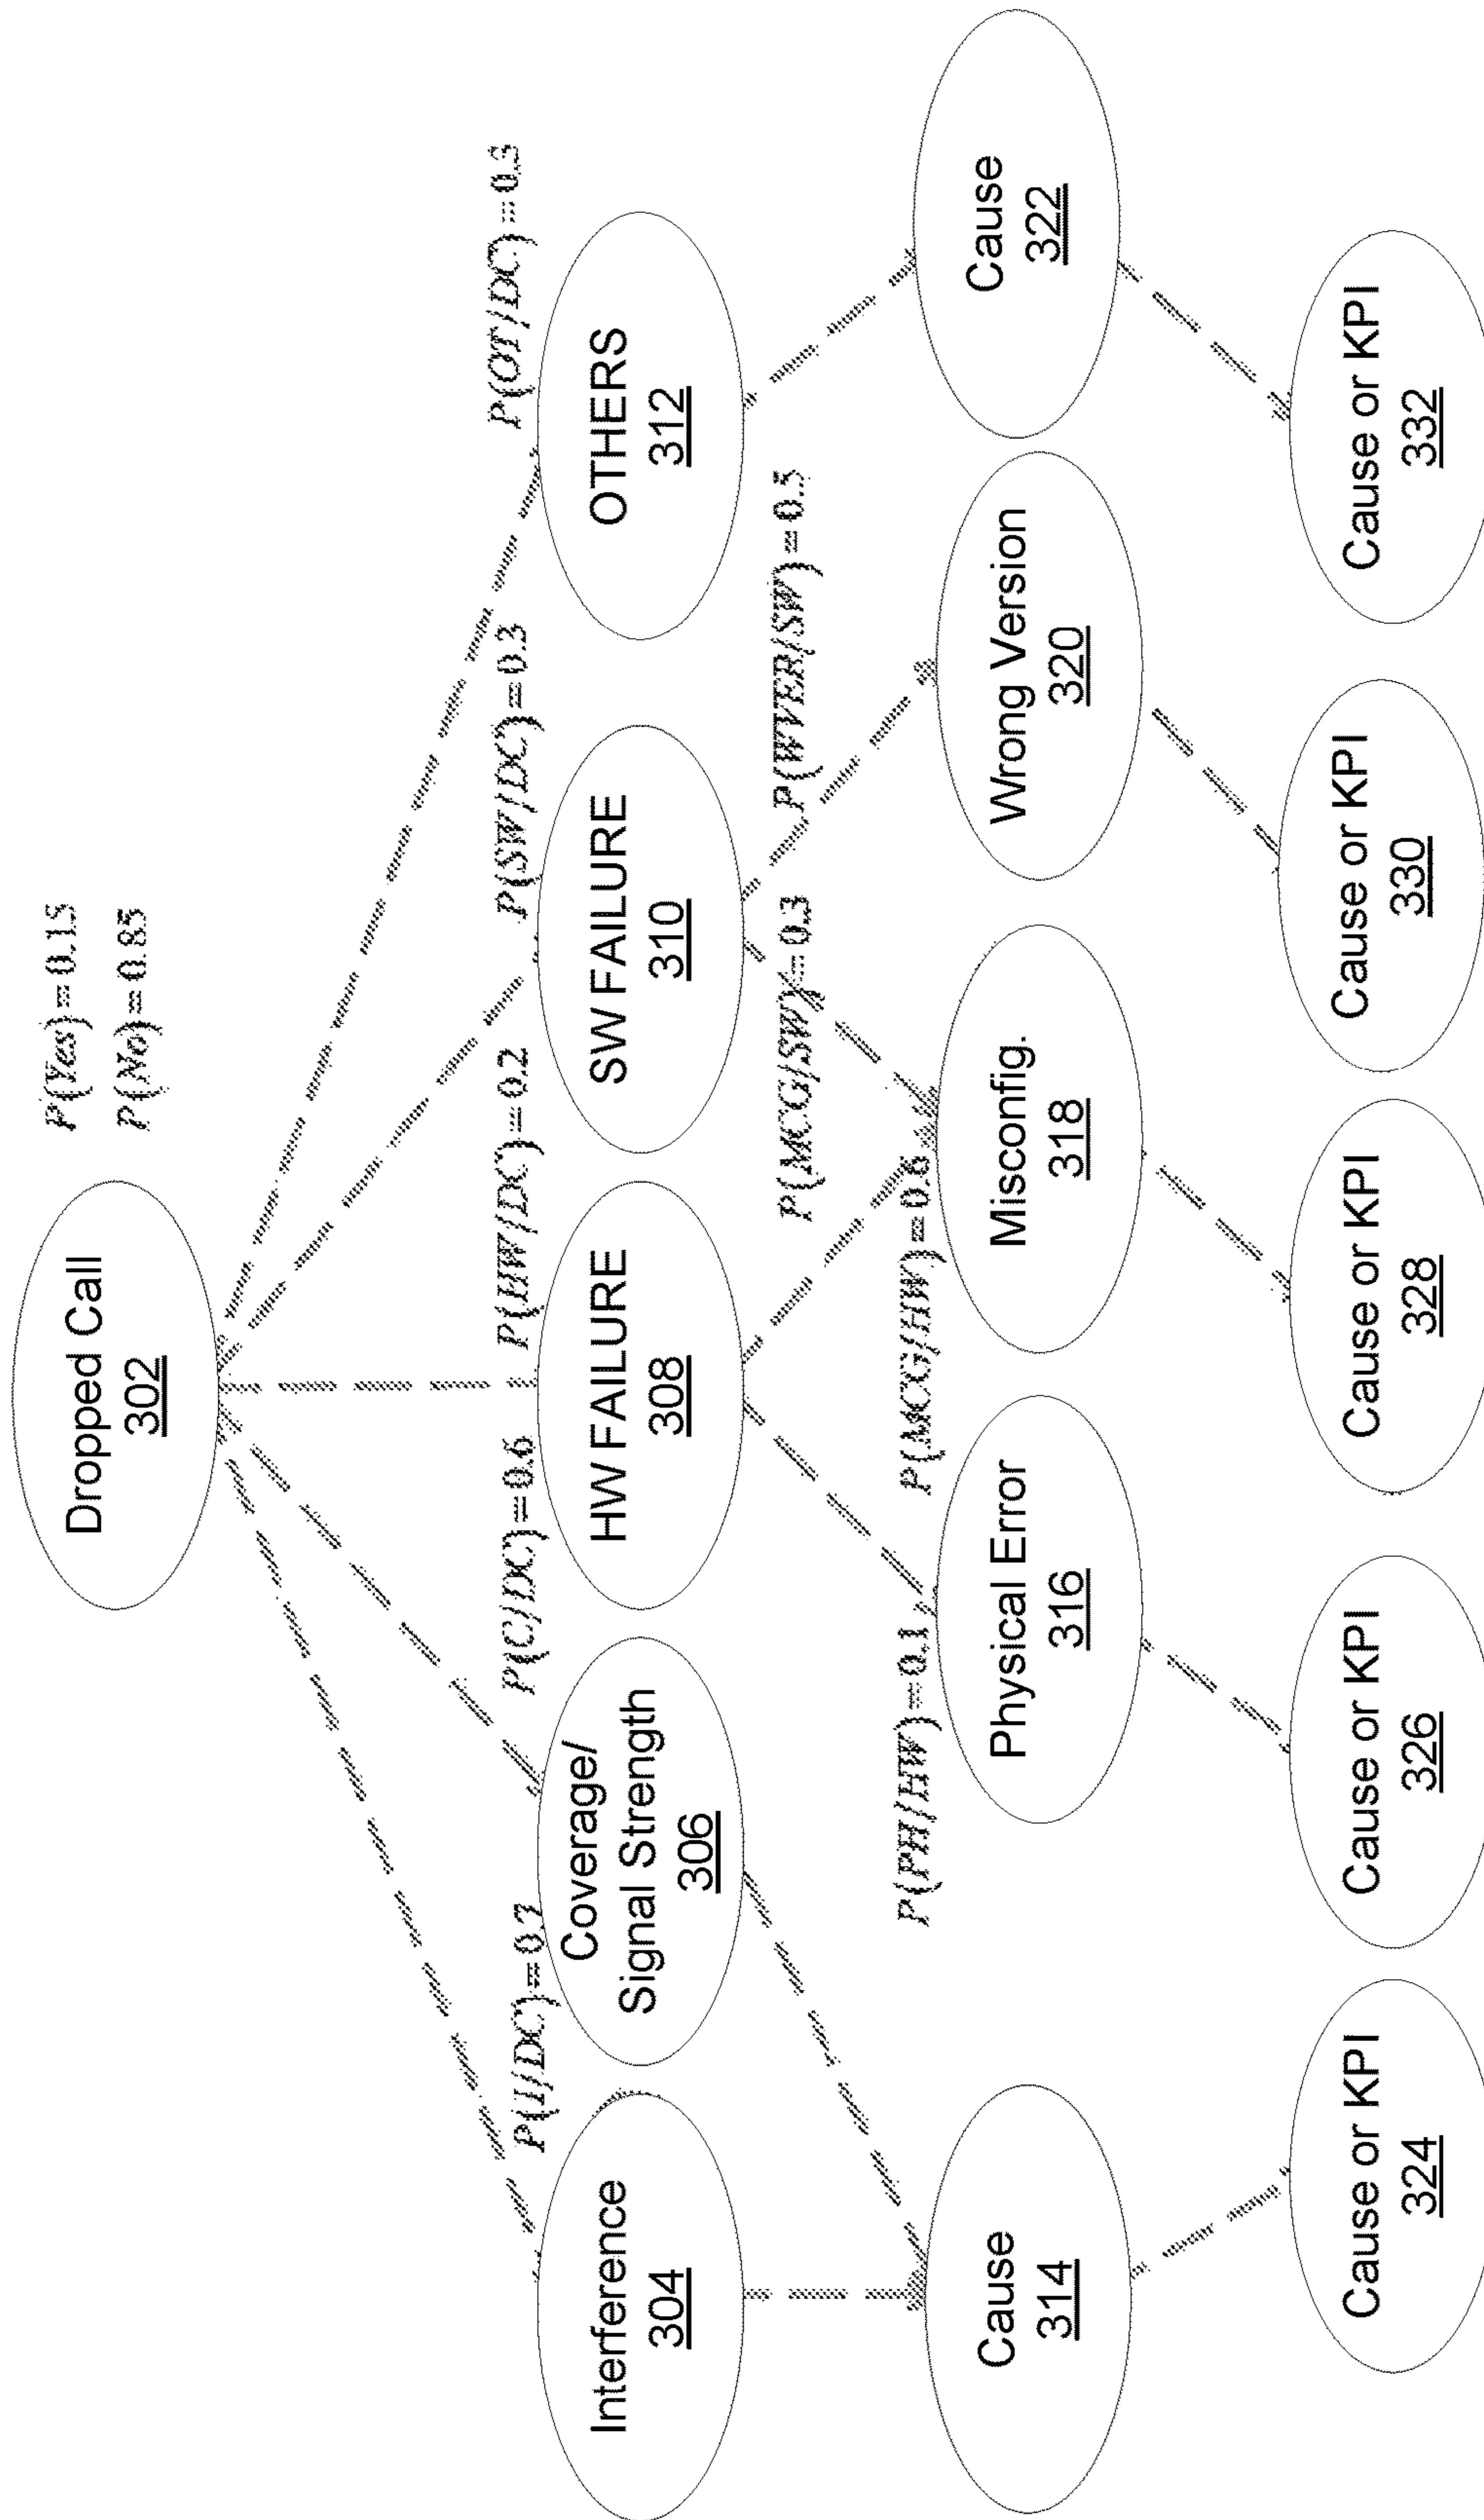 Dropped Call
302
P(Yes)=0.15
P(No)=0.85
P(I/DC)=0.7
P(C/DC)=0.6
P(HW/DC)=0.2
P(SW/DC)=0.3
P(OT/DC)=0.3
Interference
304
Coverage/
Signal Strength
306
HW FAILURE
308
SW FAILURE
310
OTHERS
312
P(PH/HW)=0.1
P(MCG/HW)=0.6
P(MCG/SW)=0.3
P(WVER/SW)=0.5
Cause
314
Physical Error
316
Misconfig.
318
Wrong Version
320
Cause
322
Cause or KPI
324
Cause or KPI
326
Cause or KPI
328
Cause or KPI
330
Cause or KPI
332